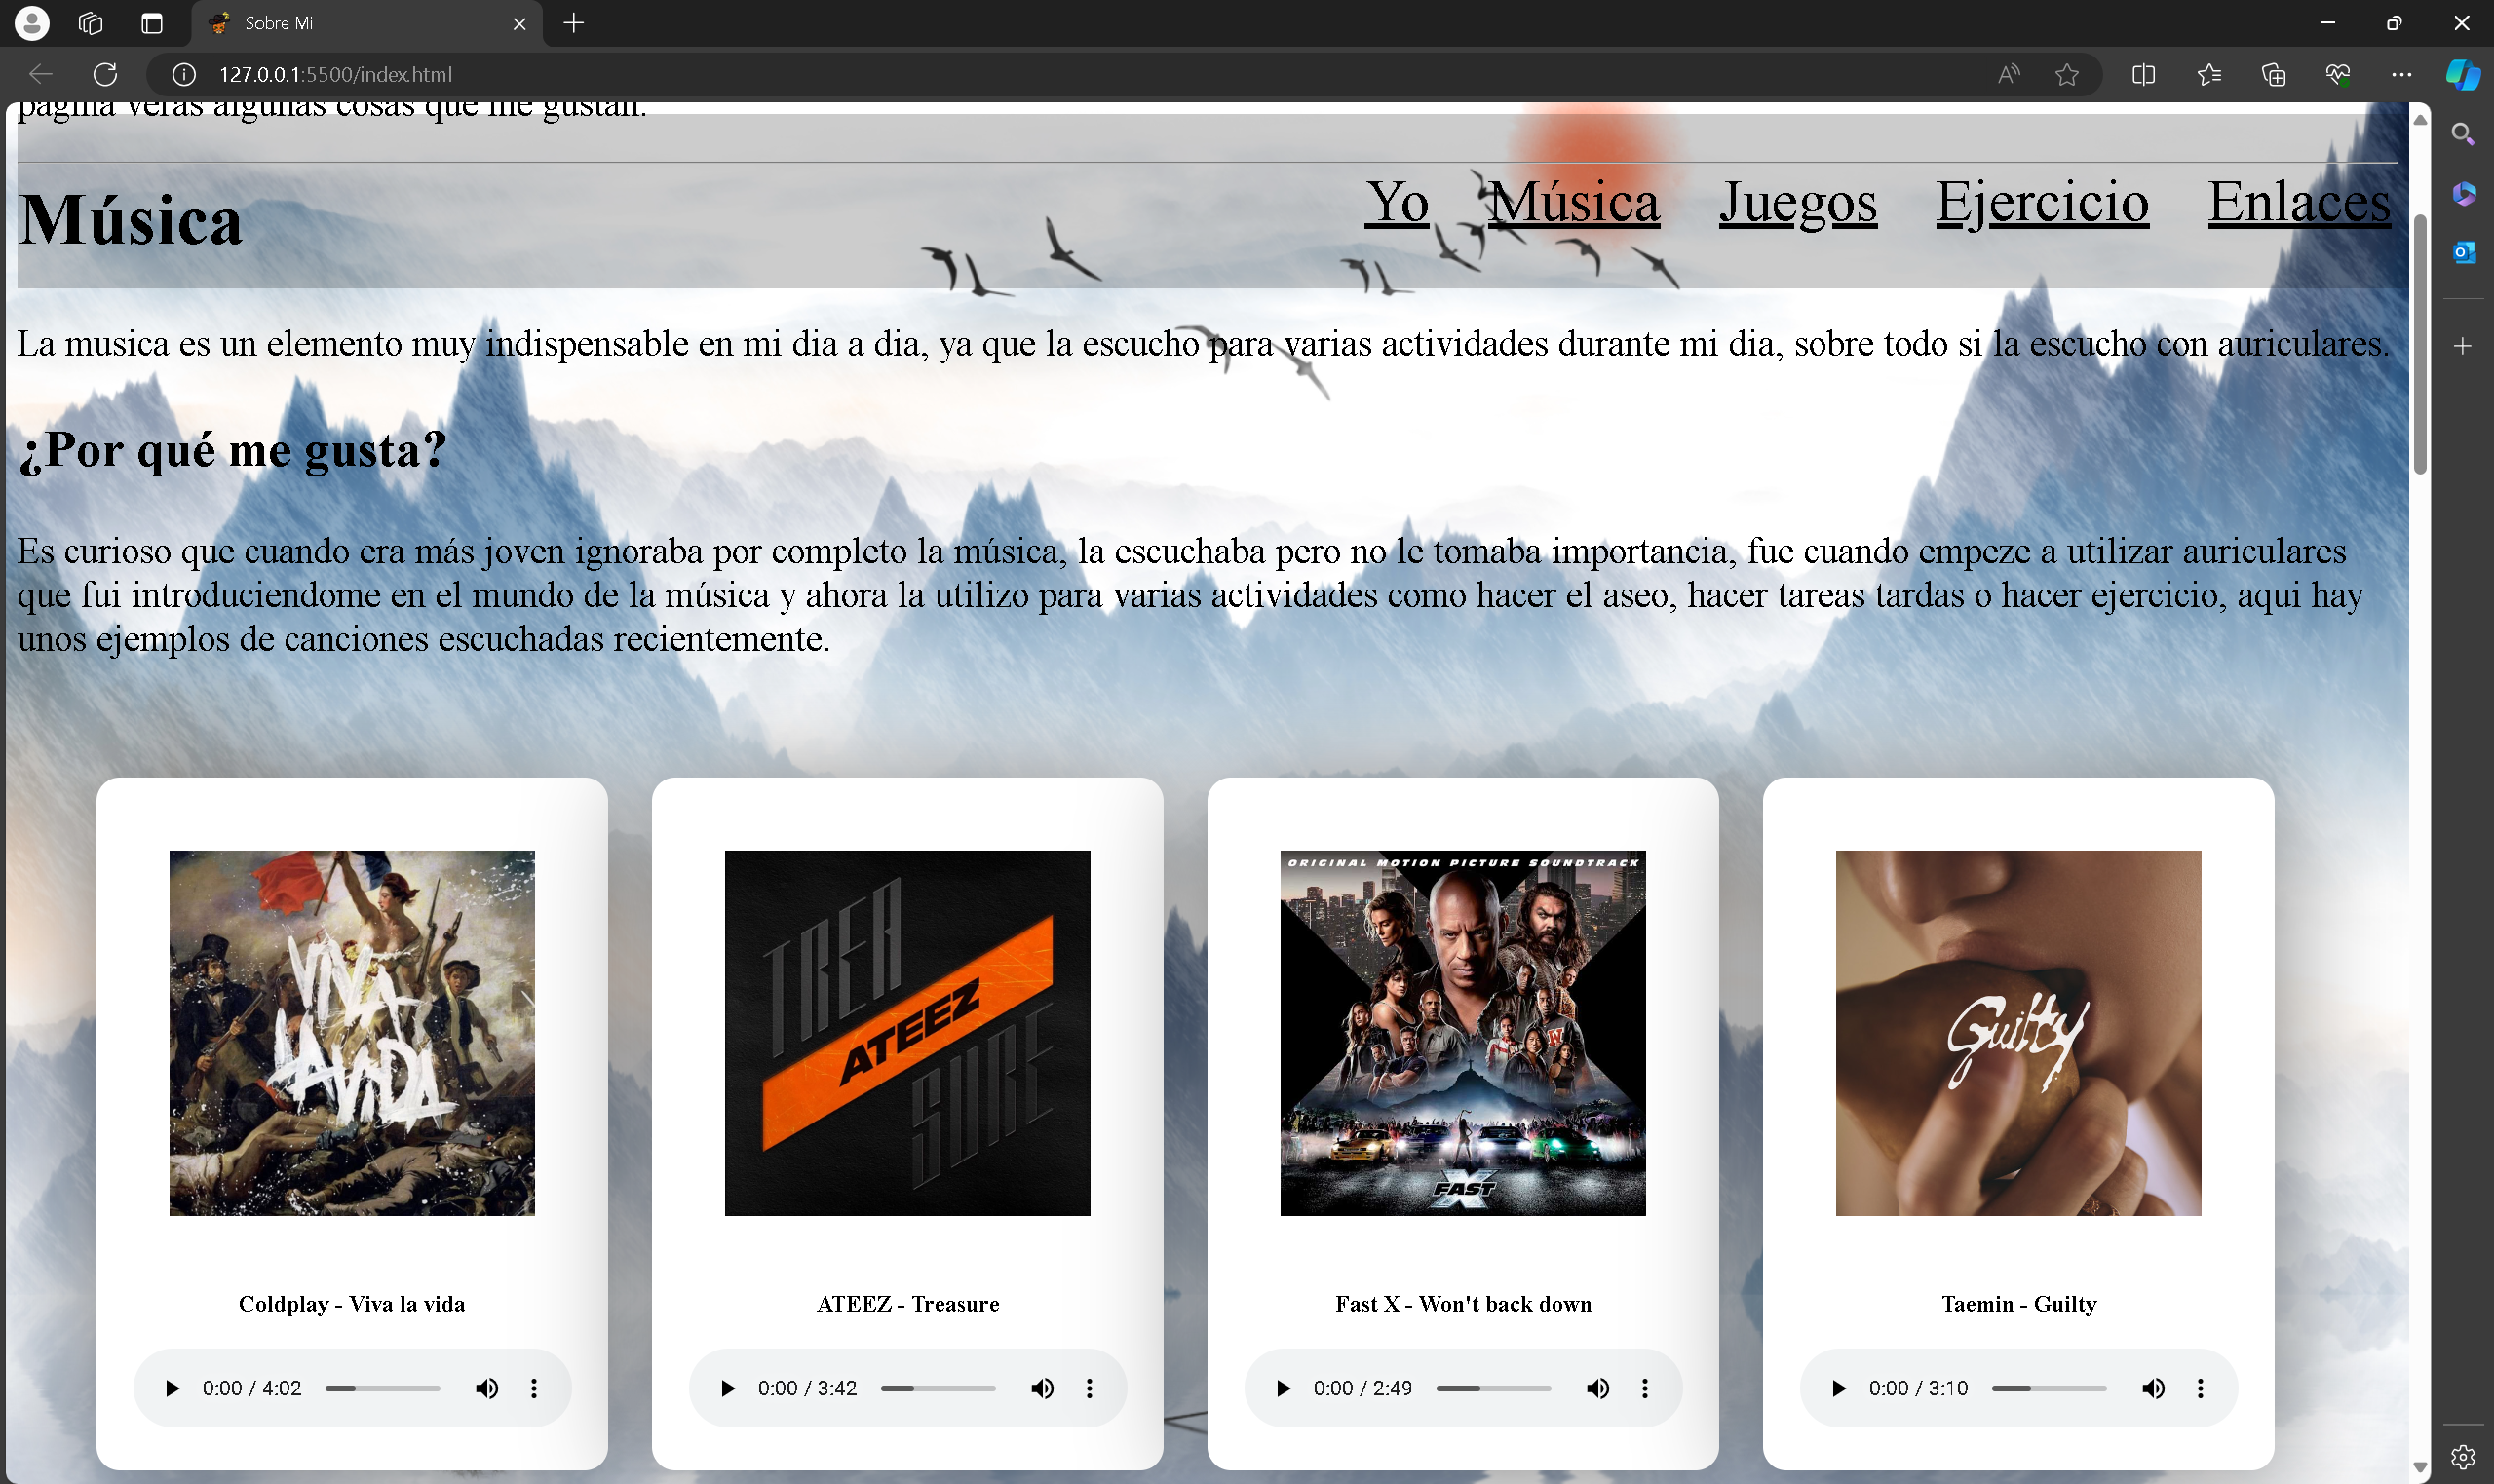 Sobre Mi
127.0.0.1:5500/index.html
pagina veras algunas cosas que me gustan.
Música
Yo Música Juegos Ejercicio Enlaces
La musica es un elemento muy indispensable en mi dia a dia, ya que la escucho para varias actividades durante mi dia, sobre todo si la escucho con auriculares.
¿Por qué me gusta?
Es curioso que cuando era más joven ignoraba por completo la música, la escuchaba pero no le tomaba importancia, fue cuando empeze a utilizar auriculares
que fui introduciendome en el mundo de la música y ahora la utilizo para varias actividades como hacer el aseo, hacer tareas tardas o hacer ejercicio, aqui hay
unos ejemplos de canciones escuchadas recientemente.
VIVA
LA VIDA
TREA
ATEEZ
SURE
ORIGINAL MOTION PICTURE SOUNDTRACK
W
FAST X
Guilty
Coldplay - Viva la vida
ATEEZ - Treasure
Fast X - Won't back down
Taemin - Guilty
0:00 / 4:02
0:00 / 3:42
0:00 / 2:49
0:00 / 3:10